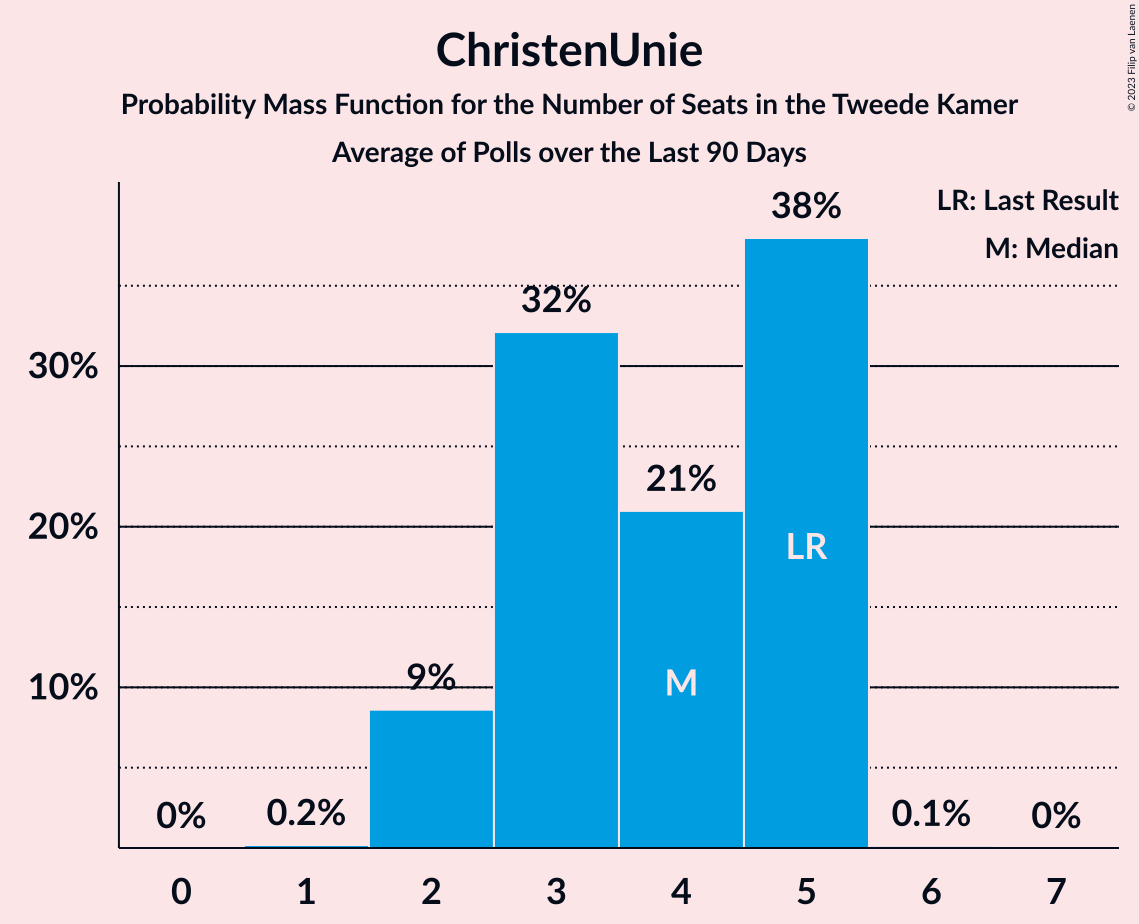 ChristenUnie
Probability Mass Function for the Number of Seats in the Tweede Kamer
Average of Polls over the Last 90 Days
© 2023 Filip van Laenen
LR: Last Result
M: Median
38%
32%
30%
21%
20%
LR
9%
M
10%
0%
0.2%
0.1%
0%
0 1 2 3 4 5 6 7